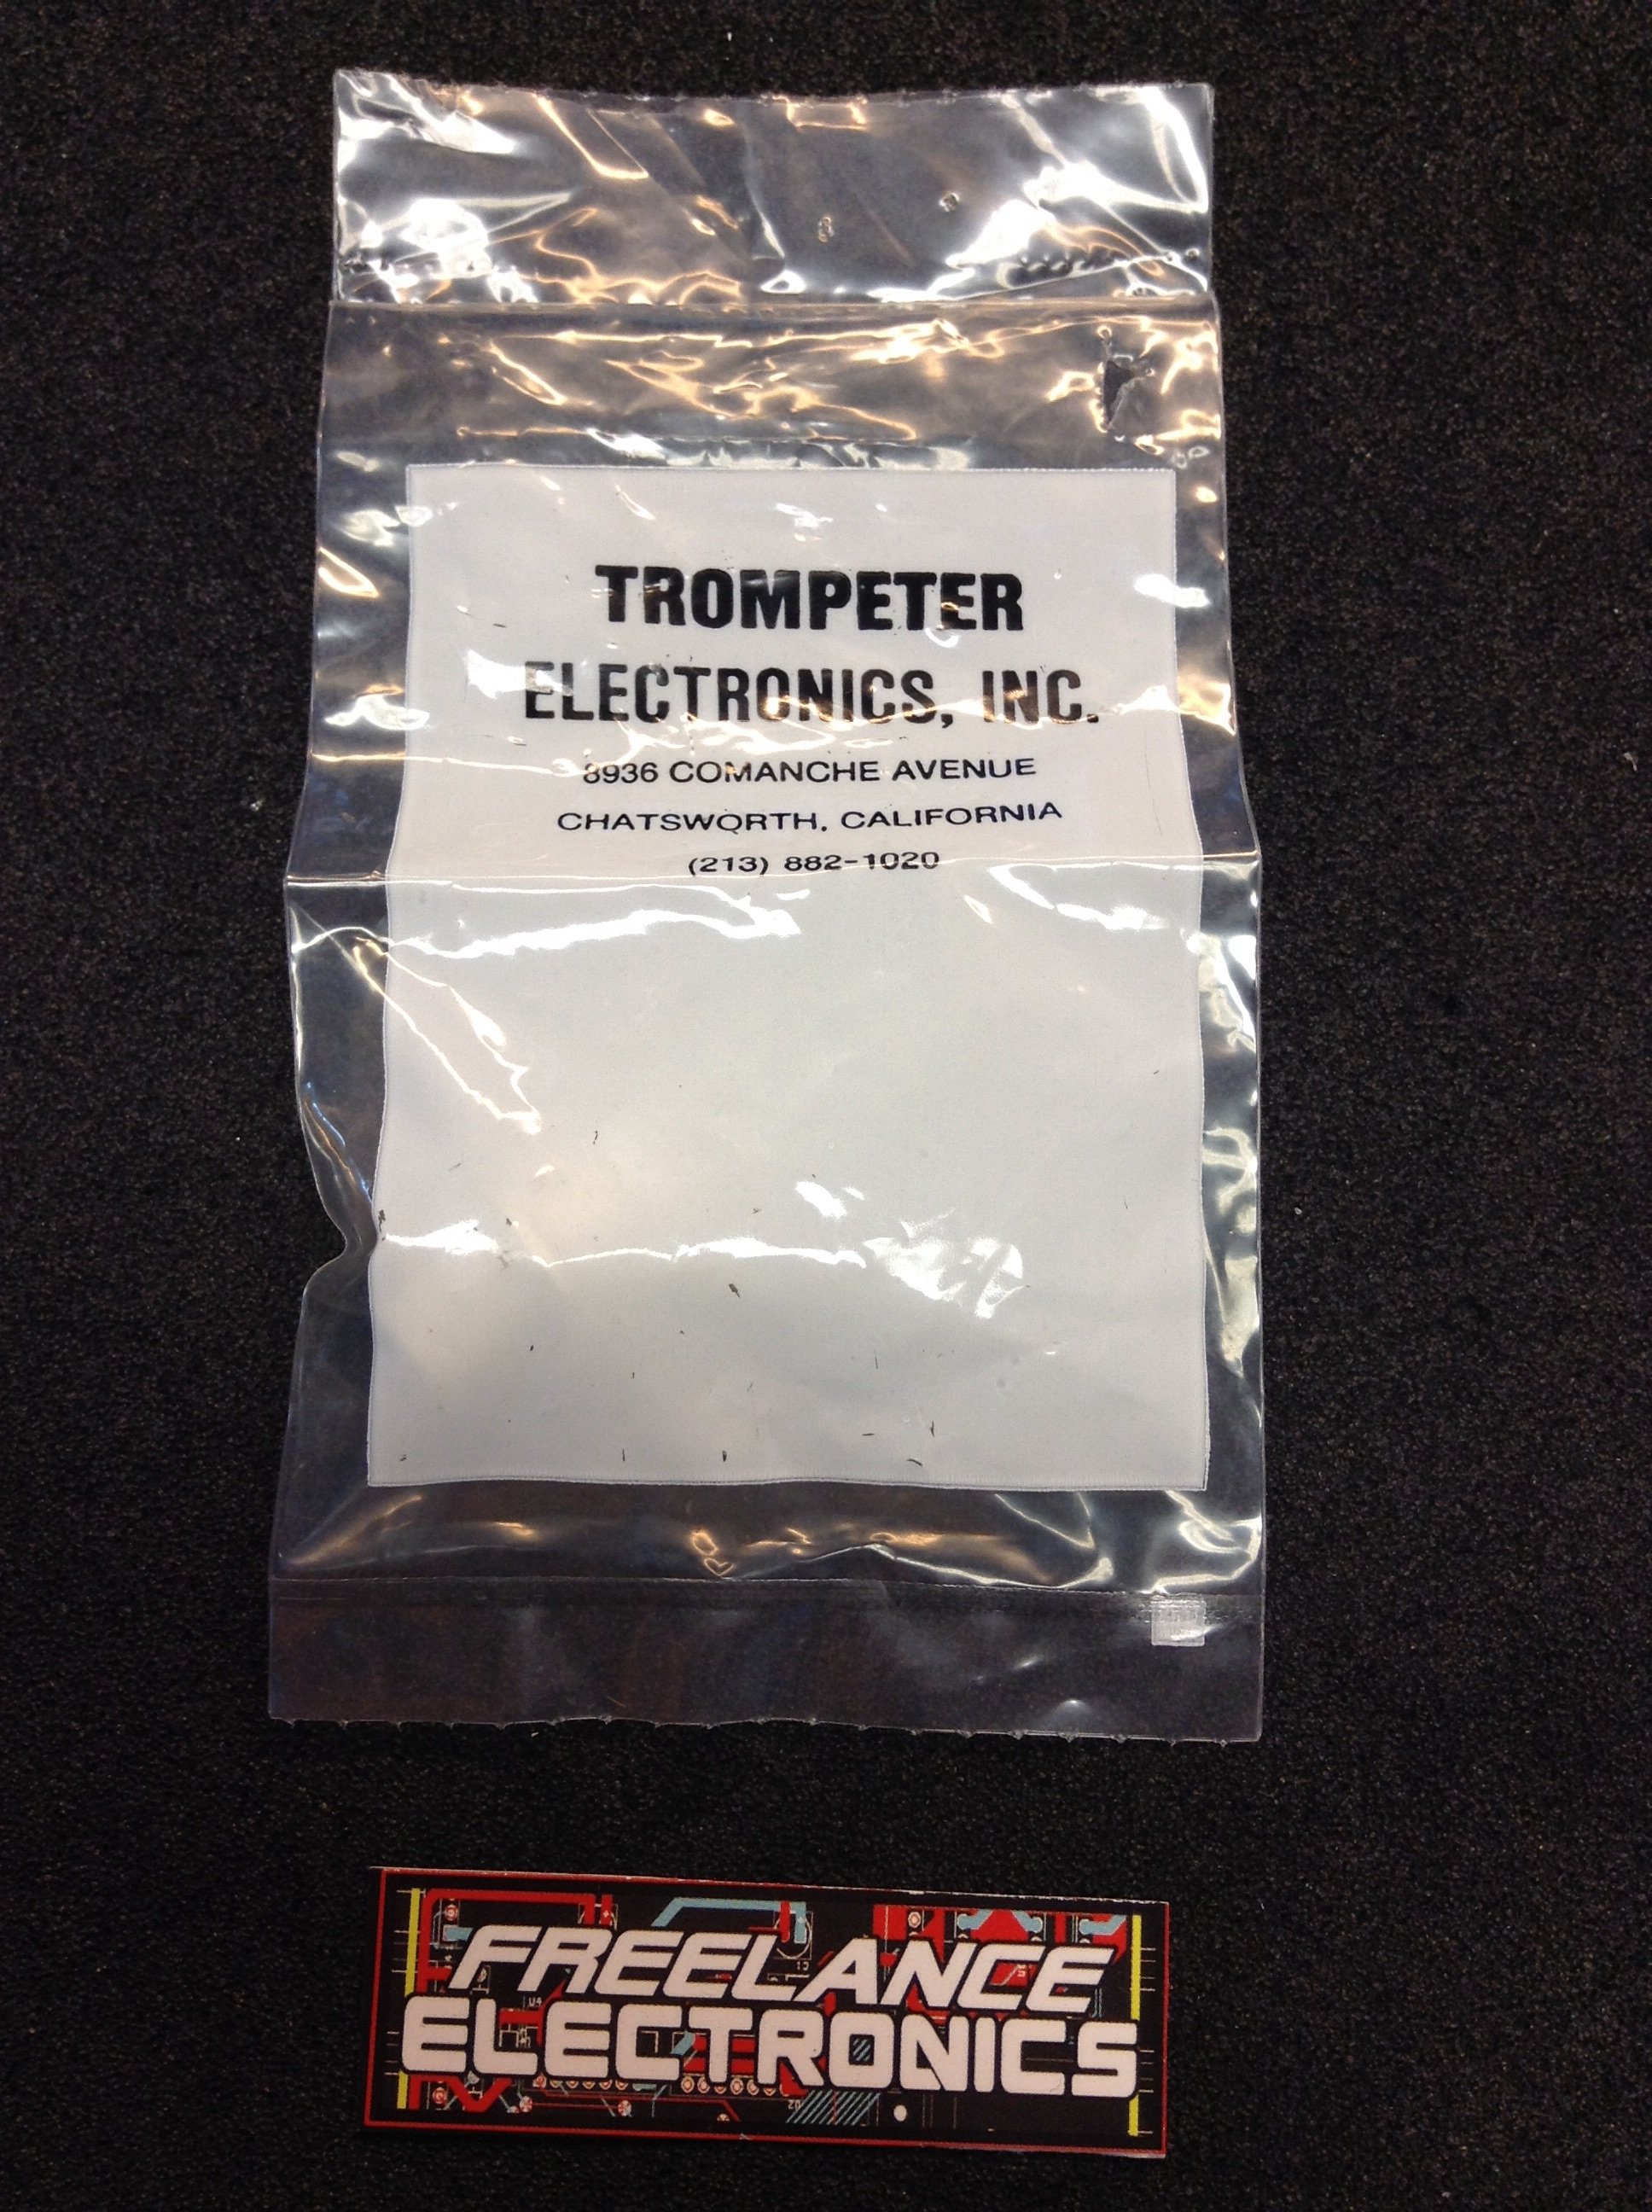 TROMPETER
ELECTRONICS, INC.
8936 COMANCHE AVENUE
CHATSWORTH, CALIFORNIA
(213) 882-1020
FREELANCE
ELECTRONICS